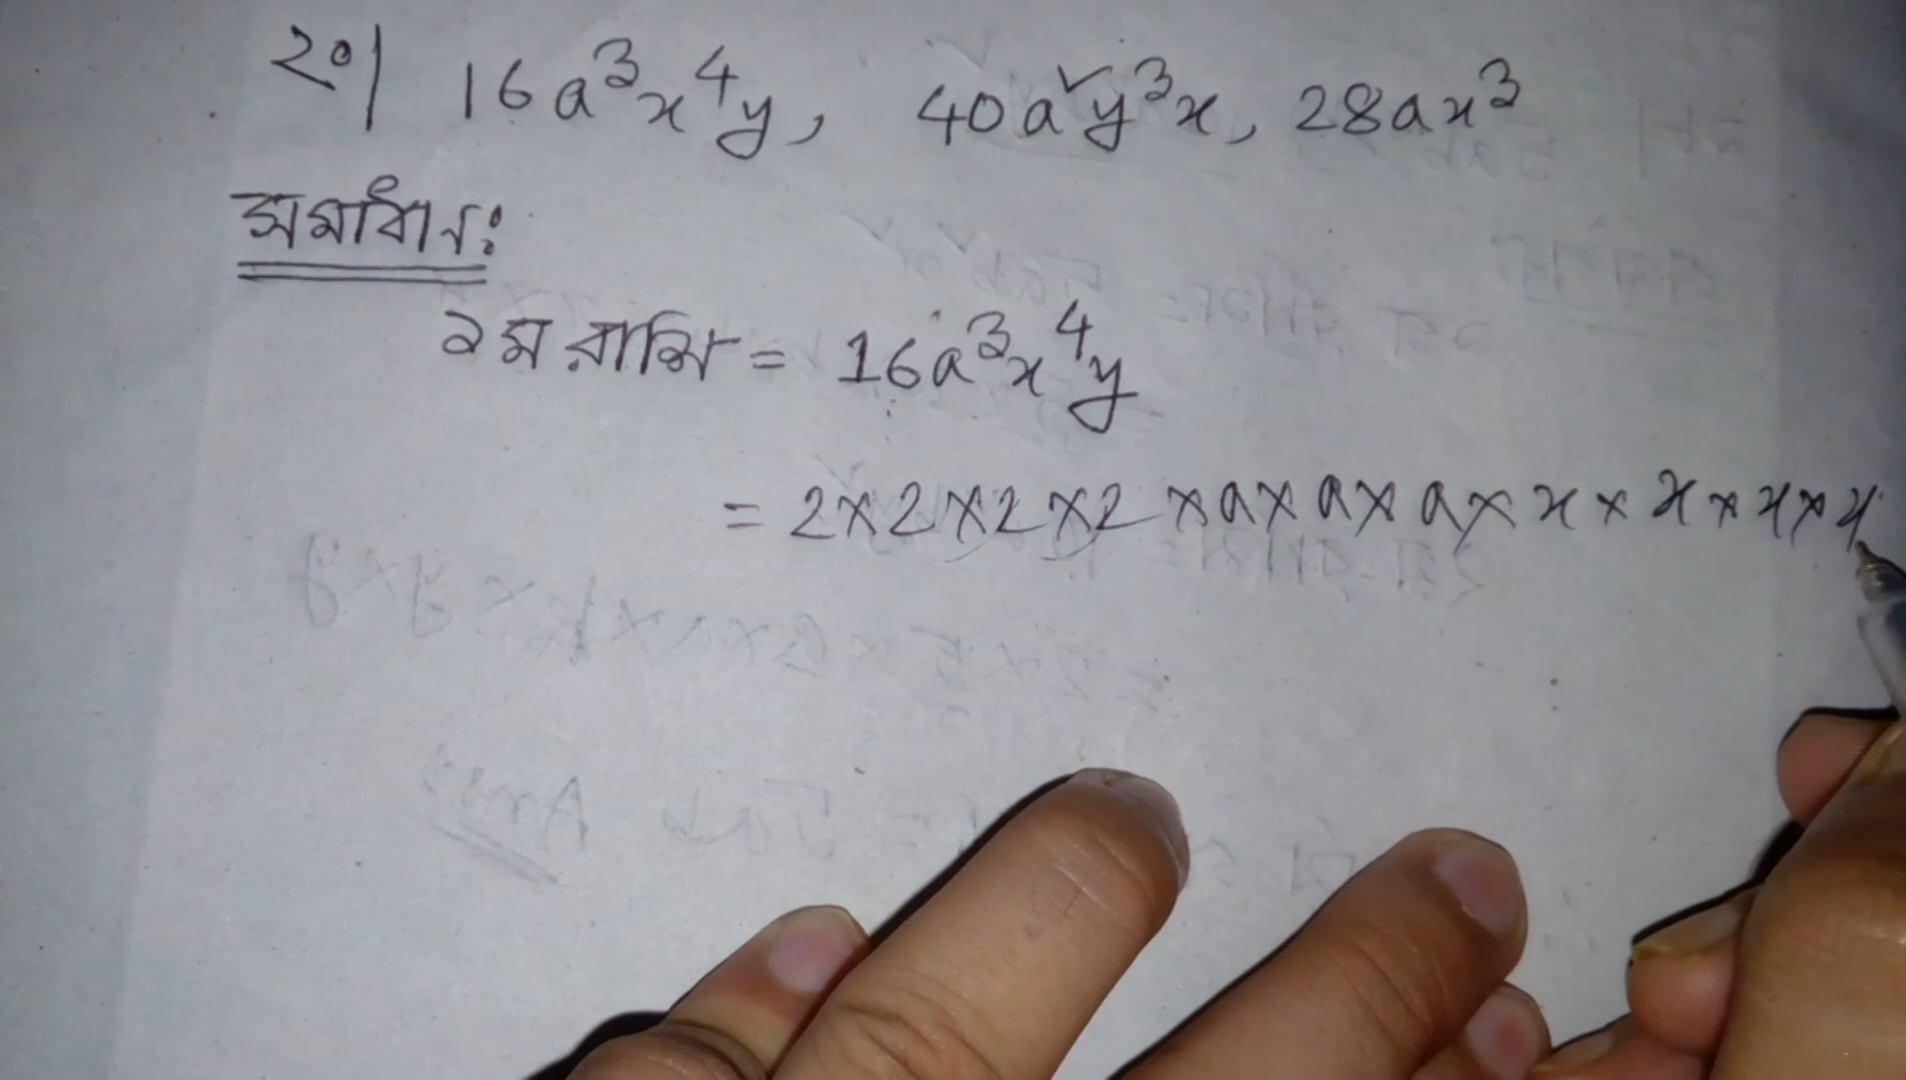 ২০| 16a³x⁴y, 40a²y³x, 28ax³
সমাধান:
১ম রাশি = 16a³x⁴y
= 2×2×2×2×a×a×a×x×x×x×x